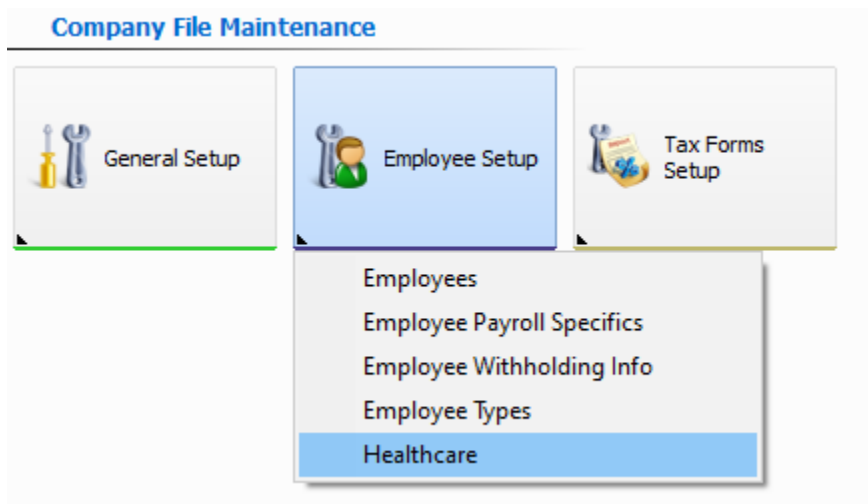 Company File Maintenance
General Setup
Employee Setup
Tax Forms
Setup
Employees
Employee Payroll Specifics
Employee Withholding Info
Employee Types
Healthcare